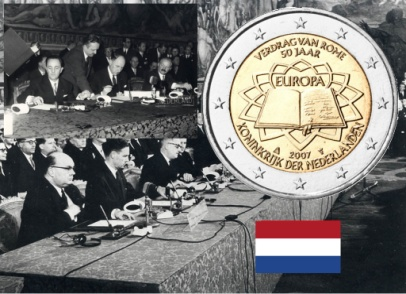 VERDRAG VAN ROME
50 JAAR
EUROPA
2007
KONINKRIJK DER NEDERLANDEN